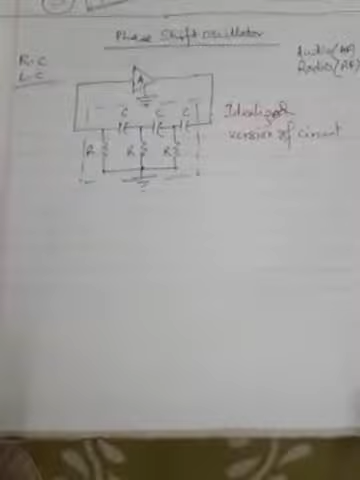 Phase Shift Oscillator
R-C
L-C
Audio (AF)
Radio (RF)
A
C C C
Idealized
version of circuit
R R R